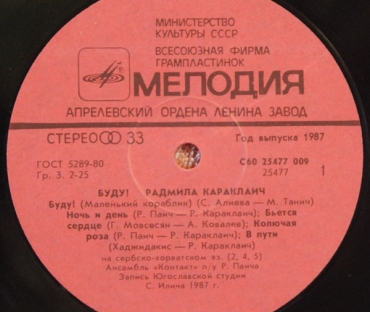 МИНИСТЕРСТВО
КУЛЬТУРЫ СССР
ВСЕСОЮЗНАЯ ФИРМА
ГРАМПЛАСТИНОК
МЕЛОДИЯ
АПРЕЛЕВСКИЙ ОРДЕНА ЛЕНИНА ЗАВОД
СТЕРЕО 33
Год выпуска 1987
ГОСТ 5289-80
Гр. 3. 2-25
С60 25477 009
25477 1
БУДУ! РАДМИЛА КАРАКЛАИЧ
Буду! (Маленький кораблик) (С. Алиева — М. Танич)
Ночь и день (Р. Панч — Р. Караклаич); Бьется
сердце (Г. Мовсесян — А. Ковалев); Колючая
роза (Р. Панч — Р. Караклаич); В пути
(Хаджидакис — Р. Караклаич)
на сербско-хорватском яз. (2, 4, 5)
Ансамбль «Контакт» п/у Р. Панча
Запись Югославской студии
С. Илича 1987 г.